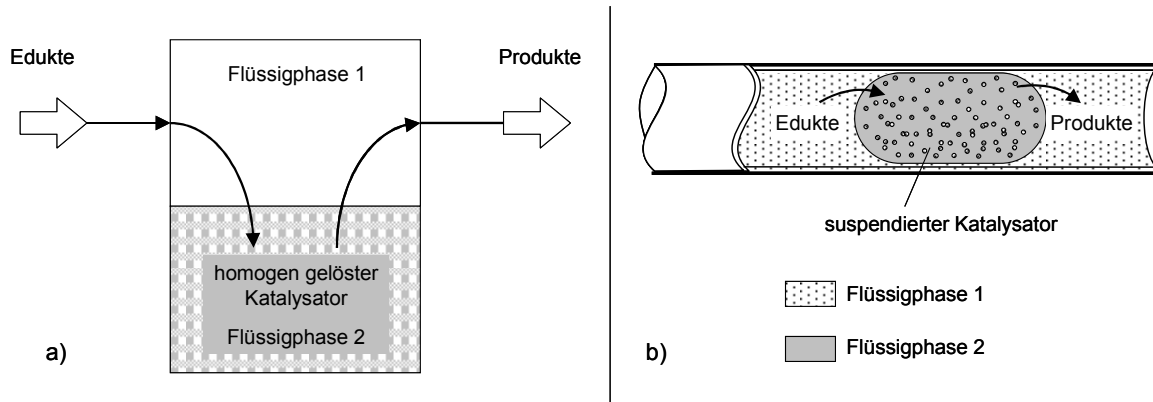 Edukte
Flüssigphase 1
Produkte
homogen gelöster
Katalysator
Flüssigphase 2
a)
Edukte
Produkte
suspendierter Katalysator
Flüssigphase 1
Flüssigphase 2
b)